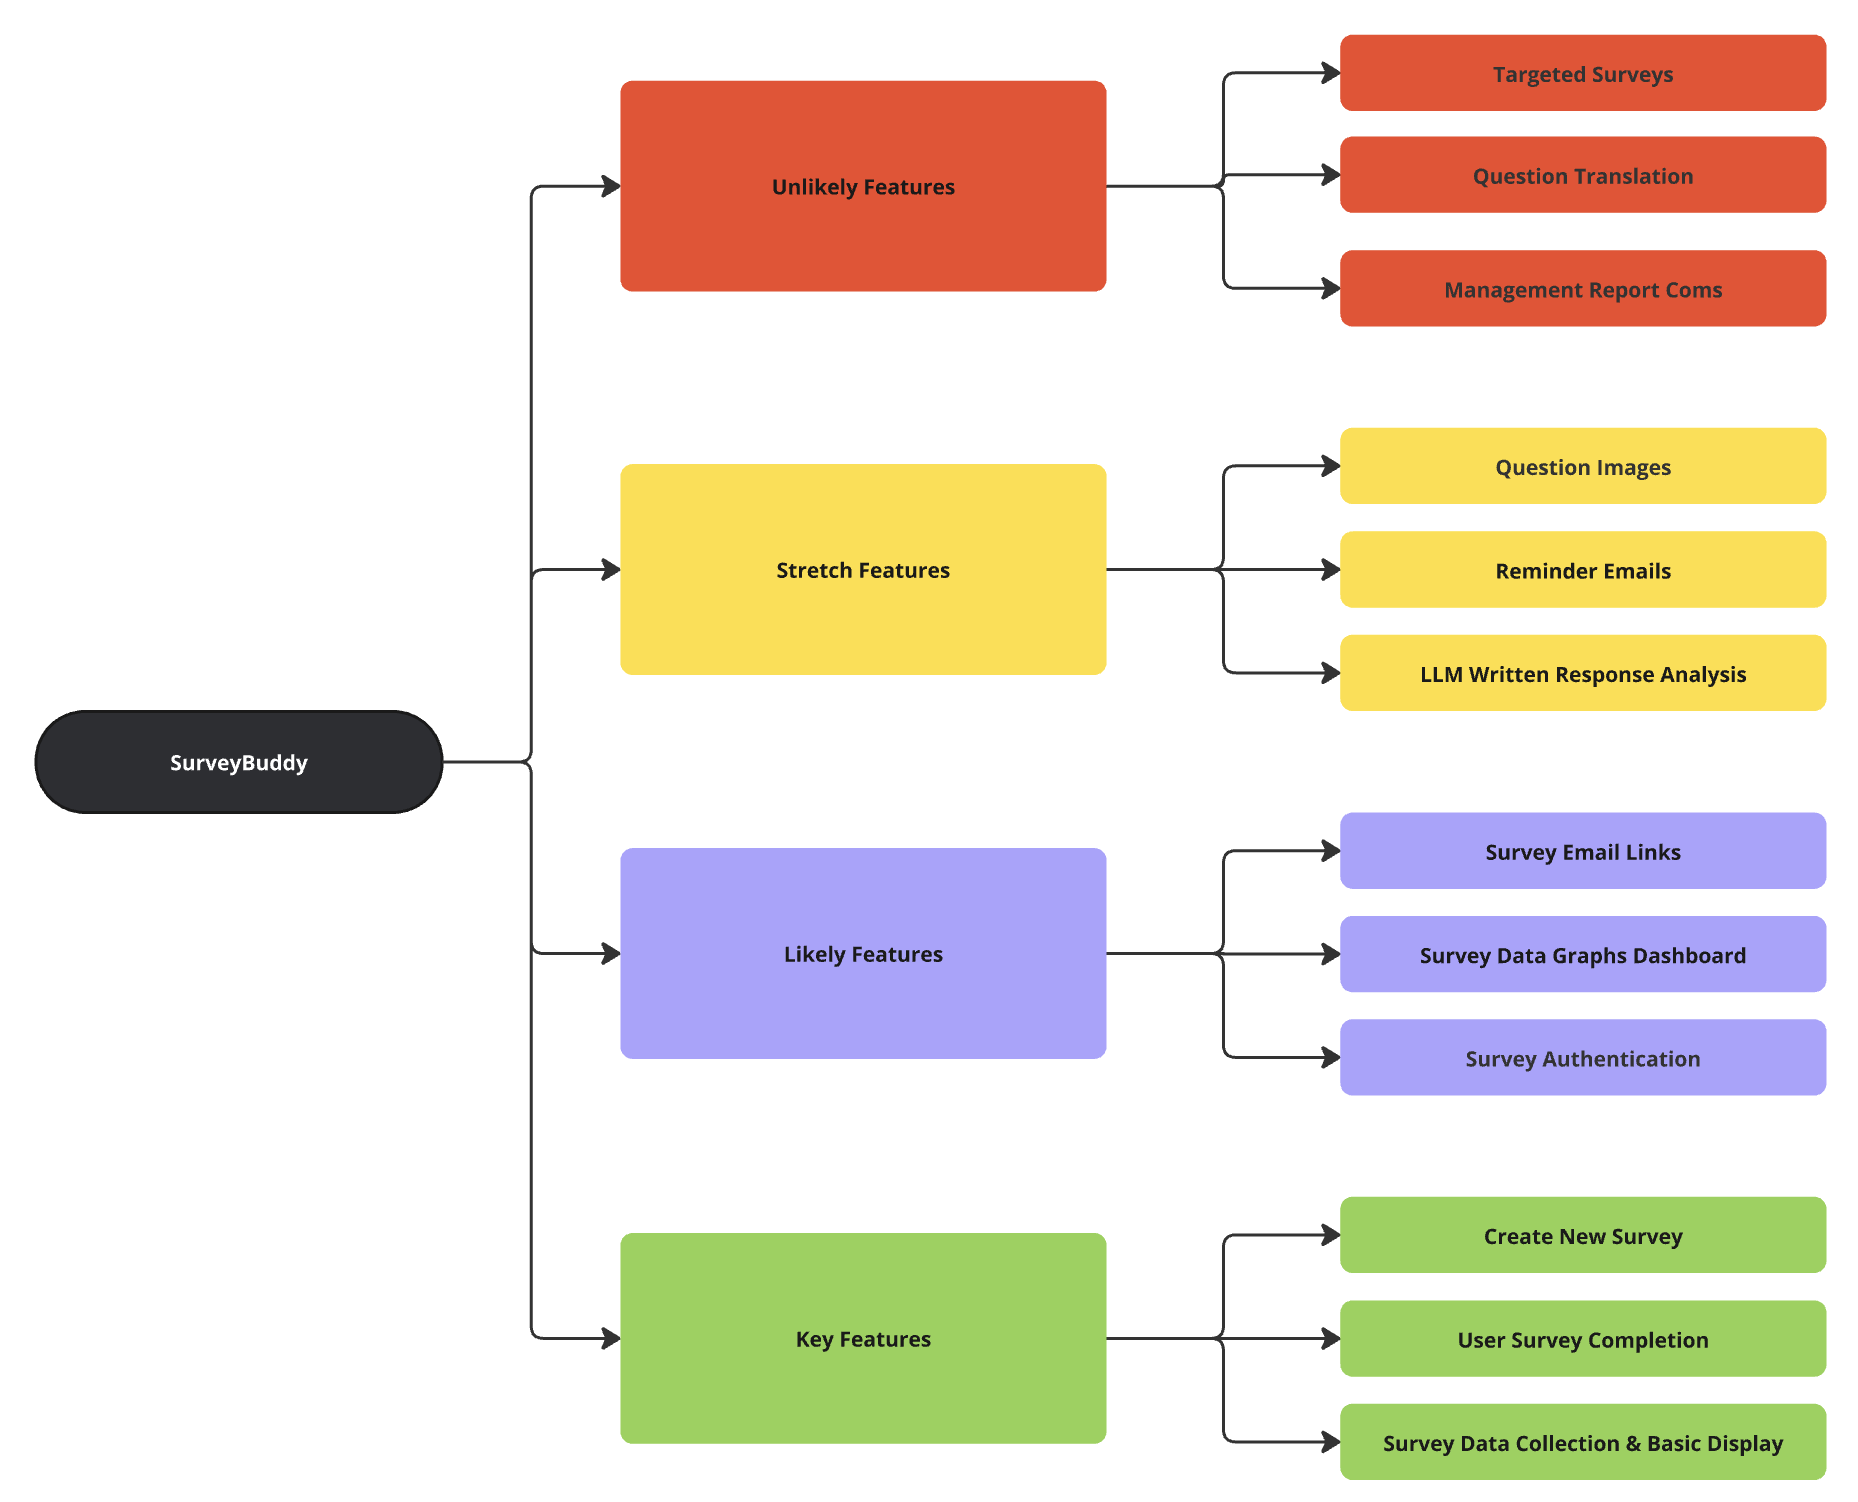 SurveyBuddy
Unlikely Features
Targeted Surveys
Question Translation
Management Report Coms
Stretch Features
Question Images
Reminder Emails
LLM Written Response Analysis
Likely Features
Survey Email Links
Survey Data Graphs Dashboard
Survey Authentication
Key Features
Create New Survey
User Survey Completion
Survey Data Collection & Basic Display